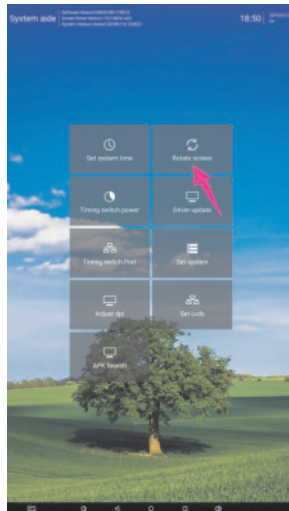 System aide
18:50
Set system time
Rotate screen
Timing switch power
Driver update
Timing switch Port
Set system
Adjust dpi
Set Lvds
APK Search